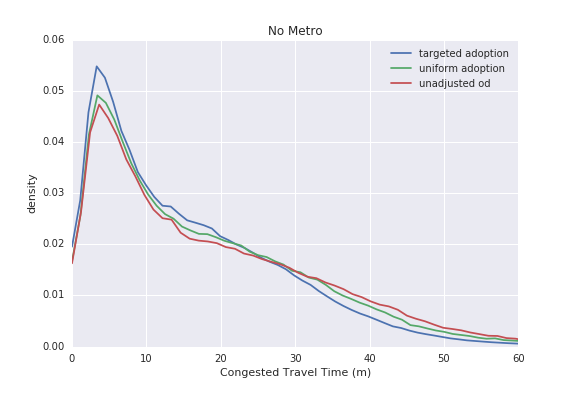 No Metro
0.06
0.05
0.04
0.03
0.02
0.01
0.00
density
targeted adoption
uniform adoption
unadjusted od
0 10 20 30 40 50 60
Congested Travel Time (m)